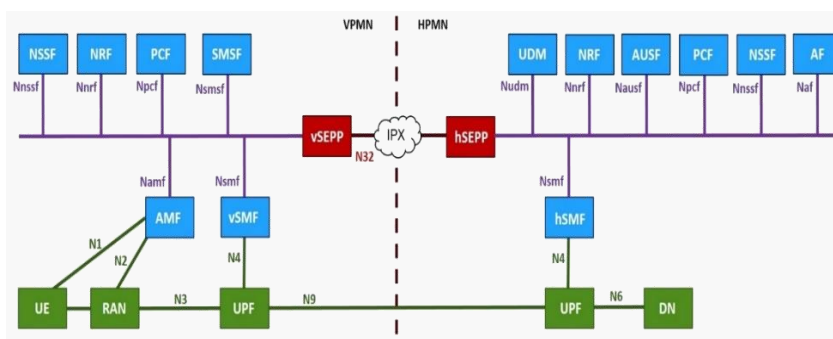 VPMN HPMN
NSSF NRF PCF SMSF UDM NRF AUSF PCF NSSF AF
Nnssf Nnrf Npcf Nsmsf Nudm Nnrf Nausf Npcf Nnssf Naf
vSEPP IPX hSEPP
N32
Namf Nsmf Nsmf
AMF vSMF hSMF
N1 N2 N4 N4
N3 N9 N6
UE RAN UPF UPF DN